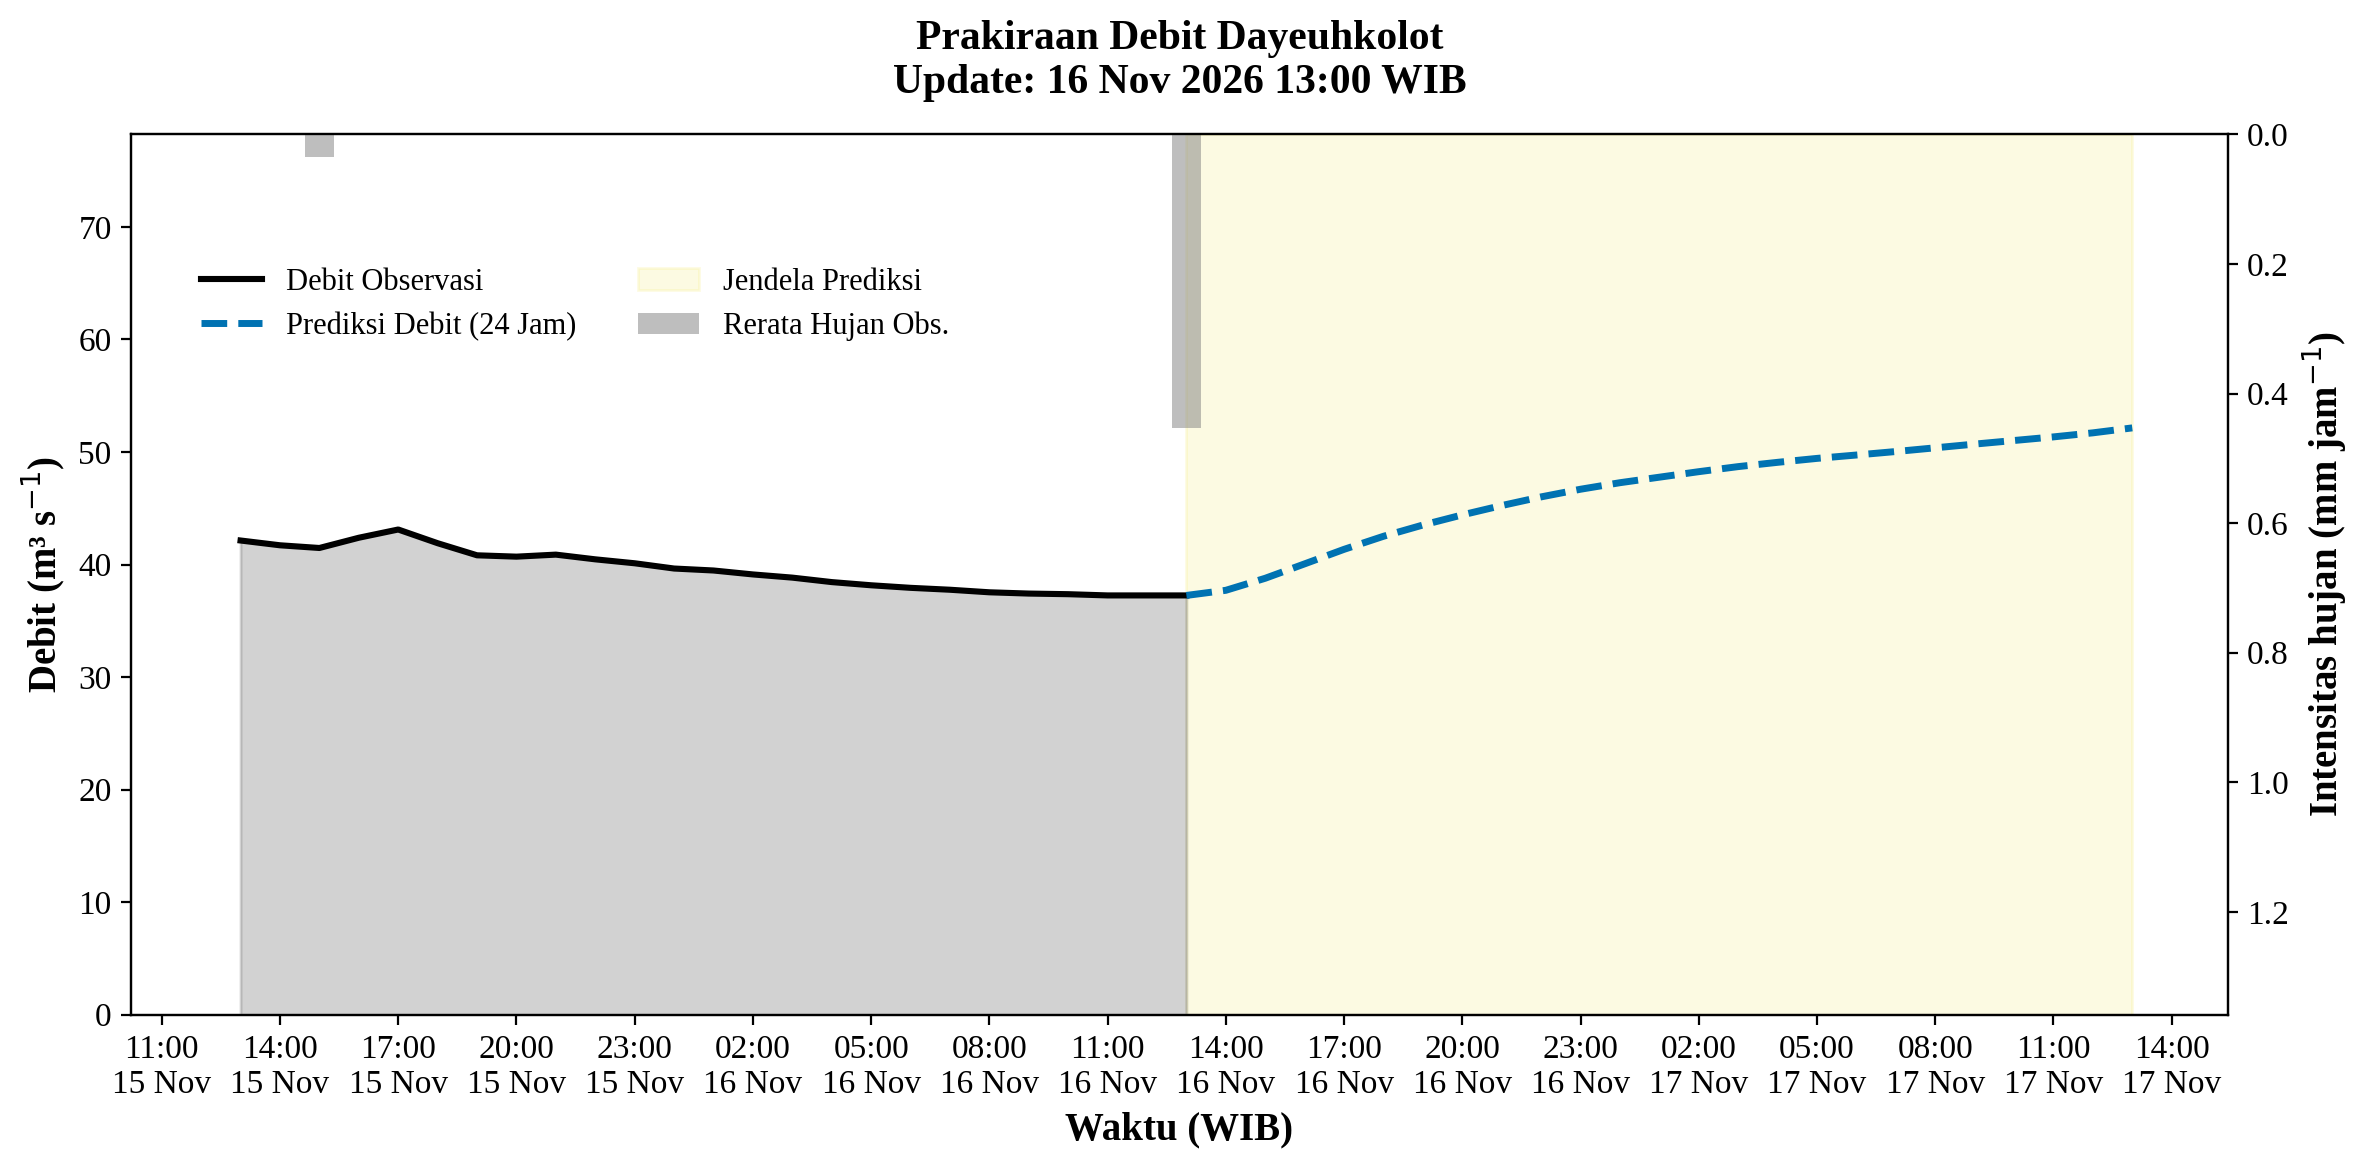 Prakiraan Debit Dayeuhkolot
Update: 16 Nov 2026 13:00 WIB
Debit (m³ s⁻¹)
70
60
50
40
30
20
10
0
Debit Observasi
Prediksi Debit (24 Jam)
Jendela Prediksi
Rerata Hujan Obs.
0.0
0.2
0.4
0.6
0.8
1.0
1.2
Intensitas hujan (mm jam⁻¹)
11:00 14:00 17:00 20:00 23:00 02:00 05:00 08:00 11:00 14:00 17:00 20:00 23:00 02:00 05:00 08:00 11:00 14:00
15 Nov 15 Nov 15 Nov 15 Nov 15 Nov 16 Nov 16 Nov 16 Nov 16 Nov 16 Nov 16 Nov 16 Nov 16 Nov 17 Nov 17 Nov 17 Nov 17 Nov 17 Nov
Waktu (WIB)